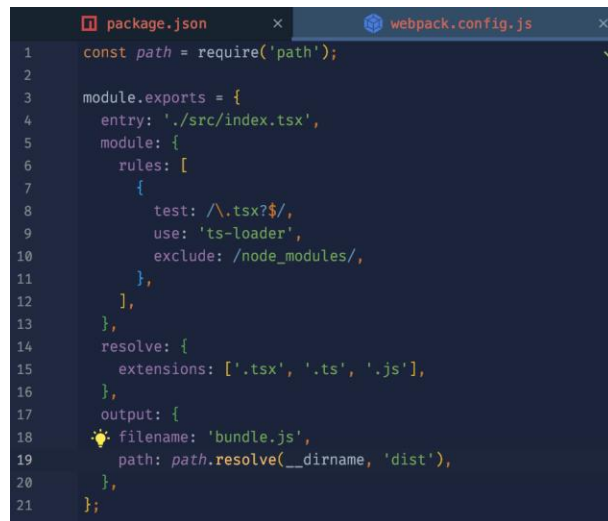 package.json × webpack.config.js ×
1 const path = require('path');
2
3 module.exports = {
4   entry: './src/index.tsx',
5   module: {
6     rules: [
7       {
8         test: /\.tsx?$/,
9         use: 'ts-loader',
10         exclude: /node_modules/,
11       },
12     ],
13   },
14   resolve: {
15     extensions: ['.tsx', '.ts', '.js'],
16   },
17   output: {
18     filename: 'bundle.js',
19     path: path.resolve(__dirname, 'dist'),
20   },
21 };